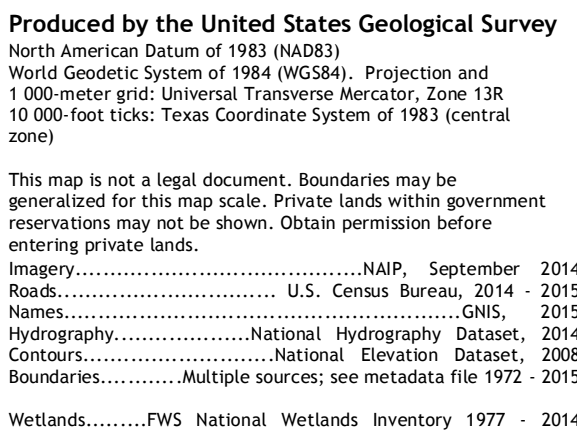 Produced by the United States Geological Survey
North American Datum of 1983 (NAD83)
World Geodetic System of 1984 (WGS84).  Projection and
1 000-meter grid: Universal Transverse Mercator, Zone 13R
10 000-foot ticks: Texas Coordinate System of 1983 (central
zone)
This map is not a legal document. Boundaries may be
generalized for this map scale. Private lands within government
reservations may not be shown. Obtain permission before
entering private lands.
Imagery..........................................NAIP, September 2014
Roads................................ U.S. Census Bureau, 2014 - 2015
Names..........................................................GNIS, 2015
Hydrography....................National Hydrography Dataset, 2014
Contours............................National Elevation Dataset, 2008
Boundaries............Multiple sources; see metadata file 1972 - 2015
Wetlands.........FWS National Wetlands Inventory 1977 - 2014